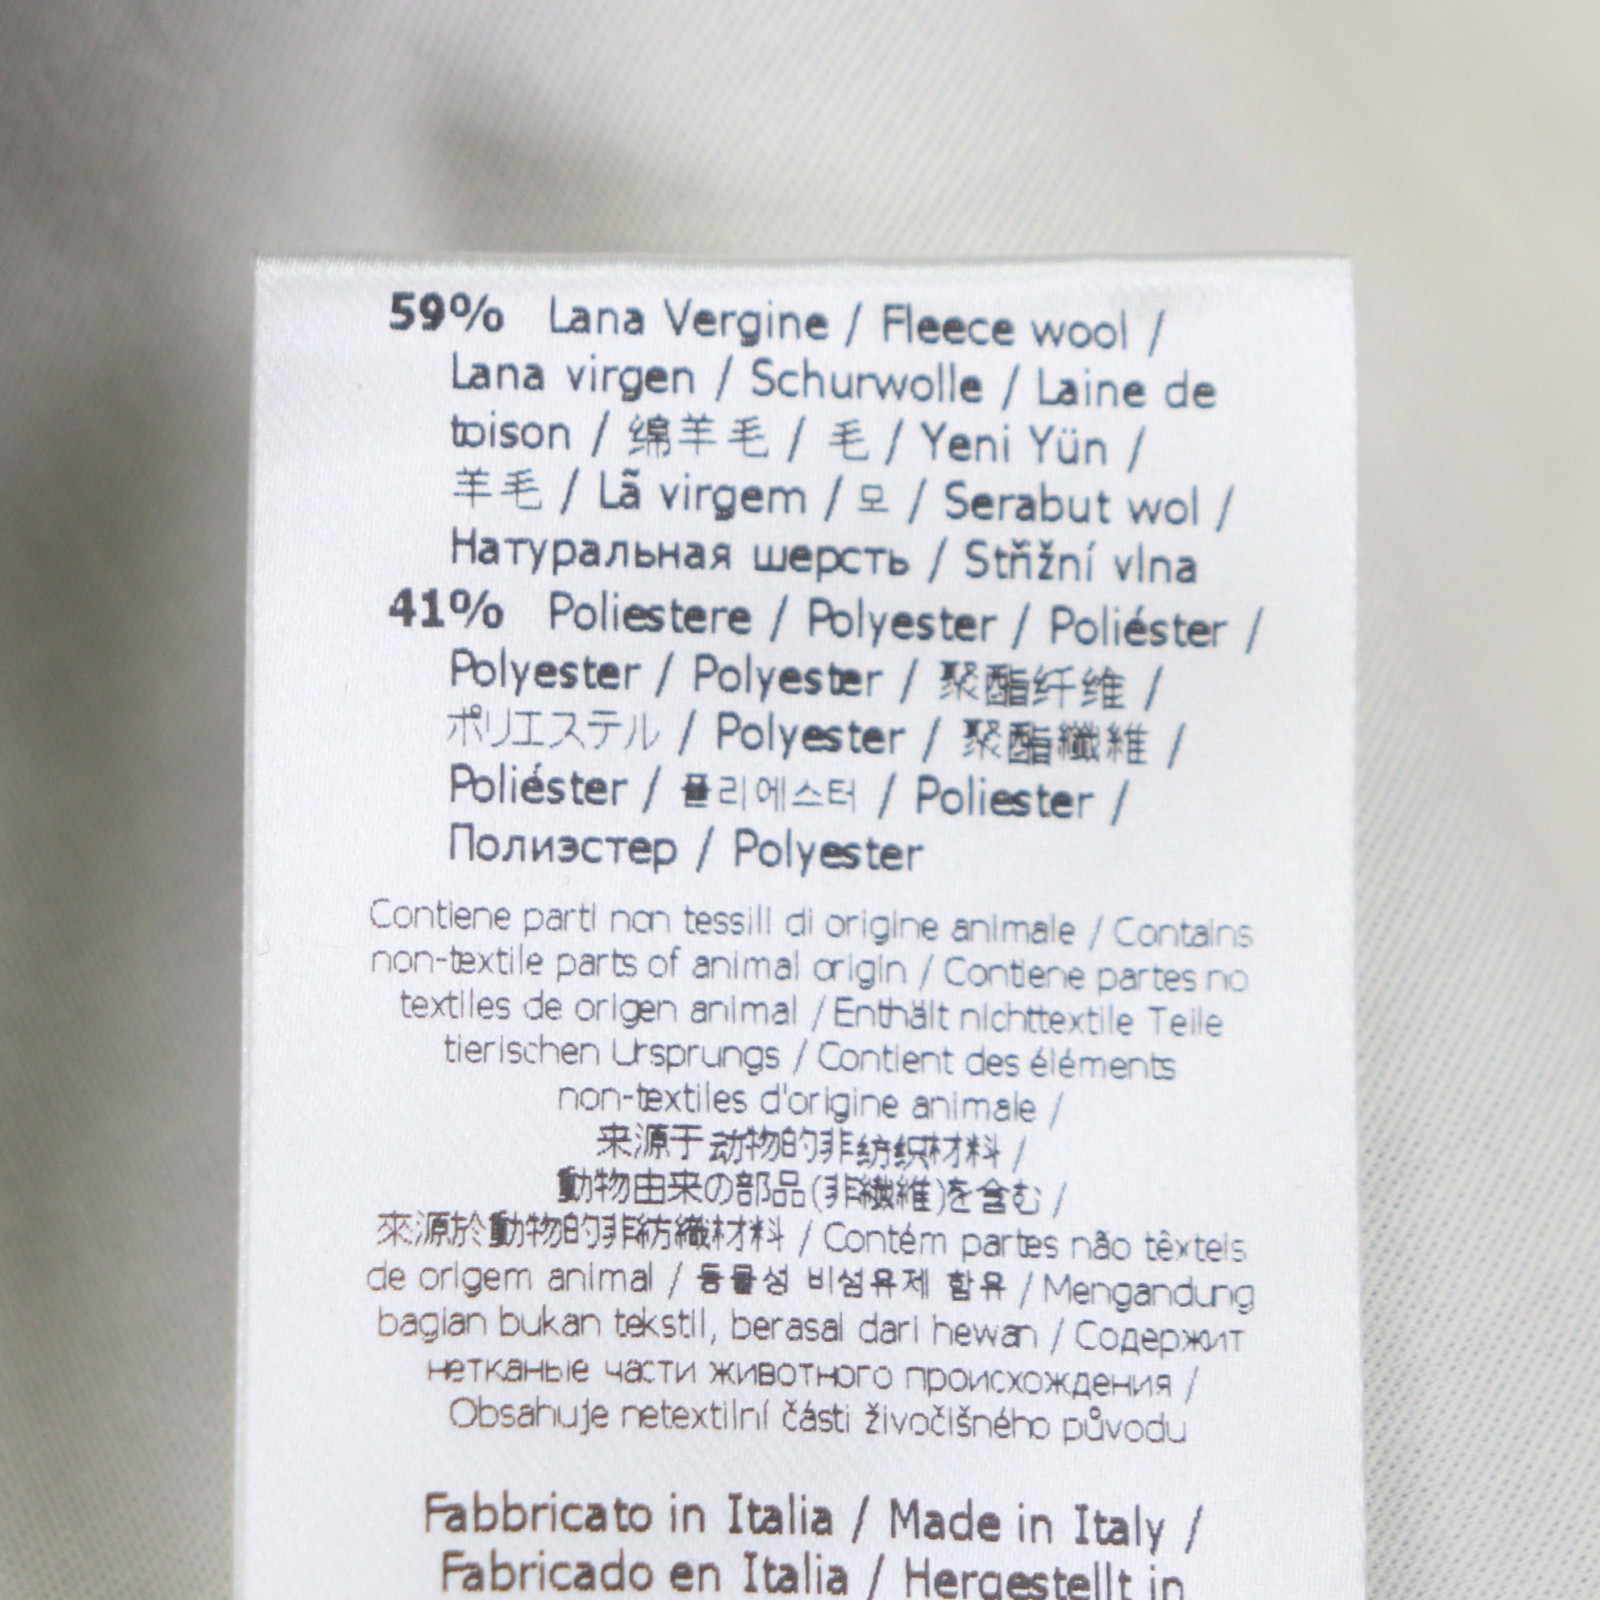 59% Lana Vergine / Fleece wool /
Lana virgen / Schurwolle / Laine de
toison / 绵羊毛 / 毛 / Yeni Yün /
羊毛 / Lã virgem / 모 / Serabut wol /
Натуральная шерсть / Střžní vlna
41% Poliestere / Polyester / Poliéster /
Polyester / Polyester / 聚酯纤维 /
ポリエステル / Polyester / 聚酯纖維 /
Poliéster / 폴리에스터 / Poliester /
Полиэстер / Polyester
Contiene parti non tessili di origine animale / Contains
non-textile parts of animal origin / Contiene partes no
textiles de origen animal / Enthält nichttextile Teile
tierischen Ursprungs / Contient des éléments
non-textiles d'origine animale /
来源于动物的非纺织材料 /
動物由来の部品(非繊維)を含む /
來源於動物的非紡織材料 / Contém partes não têxteis
de origem animal / 동물성 비섬유제 함유 / Mengandung
bagian bukan tekstil, berasal dari hewan / Содержит
нетканые части животного происхождения /
Obsahuje netextilní části živočišného původu
Fabbricato in Italia / Made in Italy /
Fabricado en Italia / Hergestellt in